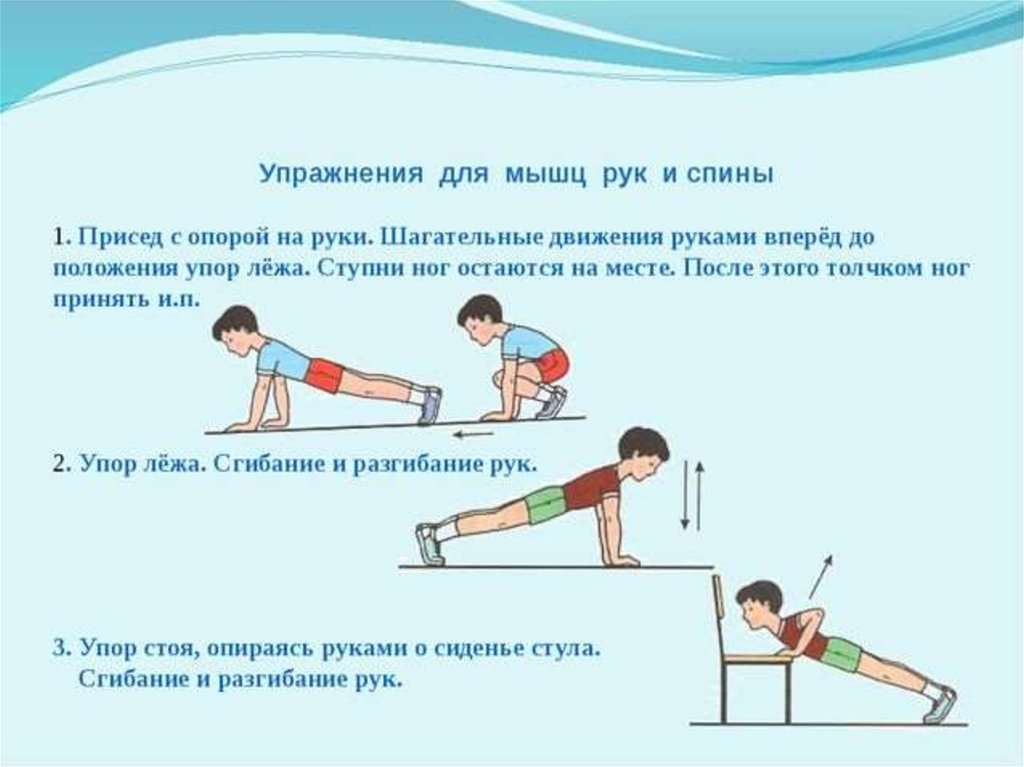 Упражнения для мышц рук и спины
1. Присед с опорой на руки. Шагательные движения руками вперёд до
положения упор лёжа. Ступни ног остаются на месте. После этого толчком ног
принять и.п.
2. Упор лёжа. Сгибание и разгибание рук.
3. Упор стоя, опираясь руками о сиденье стула.
Сгибание и разгибание рук.